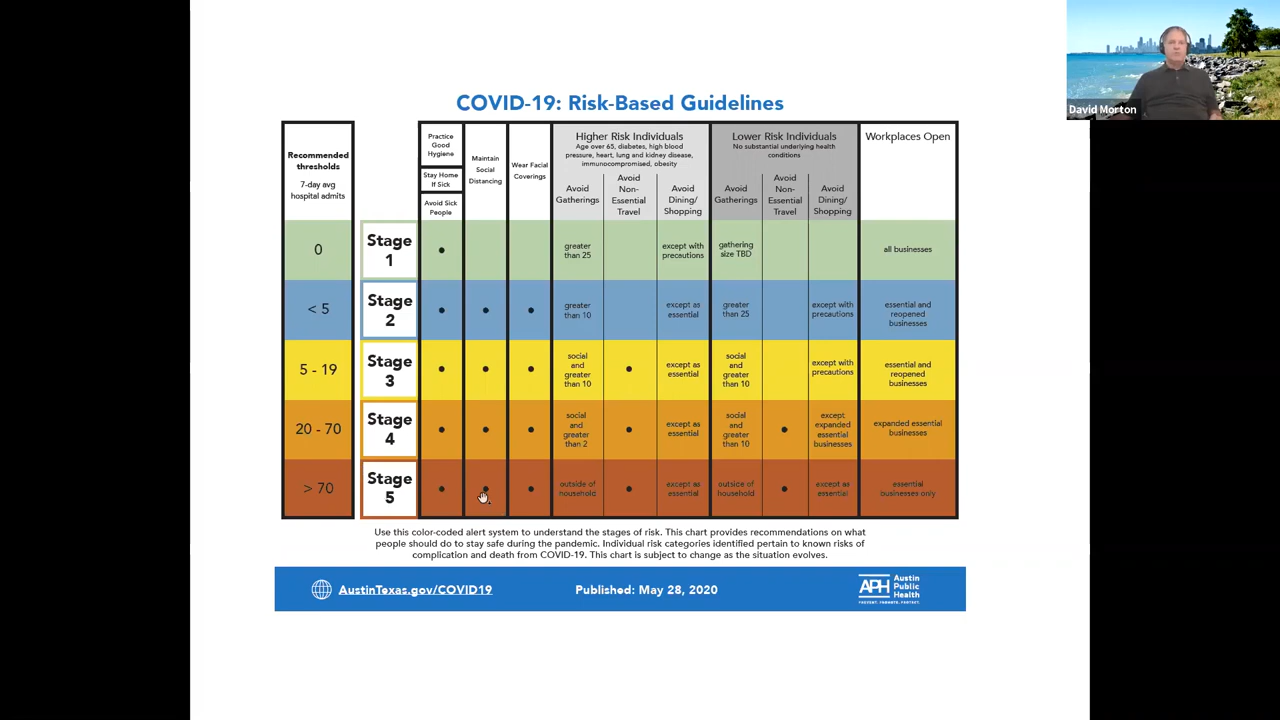 David Morton
COVID-19: Risk-Based Guidelines
Recommended
thresholds
7-day avg
hospital admits
Practice
Good
Hygiene
Stay Home
If Sick
Avoid Sick
People
Maintain
Social
Distancing
Wear Facial
Coverings
Higher Risk Individuals
Age over 65, diabetes, high blood
pressure, heart, lung and kidney disease,
immunocompromised, obesity
Avoid
Gatherings
Avoid
Non-
Essential
Travel
Avoid
Dining/
Shopping
Lower Risk Individuals
No substantial underlying health
conditions
Avoid
Gatherings
Avoid
Non-
Essential
Travel
Avoid
Dining/
Shopping
Workplaces Open
0
Stage
1
greater
than 25
except with
precautions
gathering
size TBD
all businesses
< 5
Stage
2
greater
than 10
except as
essential
greater
than 25
except with
precautions
essential and
reopened
businesses
5 - 19
Stage
3
social
and
greater
than 10
except as
essential
social
and
greater
than 10
except with
precautions
essential and
reopened
businesses
20 - 70
Stage
4
social
and
greater
than 2
except as
essential
social
and
greater
than 10
except
expanded
essential
businesses
expanded essential
businesses
> 70
Stage
5
outside of
household
except as
essential
outside of
household
except as
essential
essential
businesses only
Use this color-coded alert system to understand the stages of risk. This chart provides recommendations on what
people should do to stay safe during the pandemic. Individual risk categories identified pertain to known risks of
complication and death from COVID-19. This chart is subject to change as the situation evolves.
AustinTexas.gov/COVID19
Published: May 28, 2020
APH
Austin
Public
Health
PREVENT. PROMOTE. PROTECT.